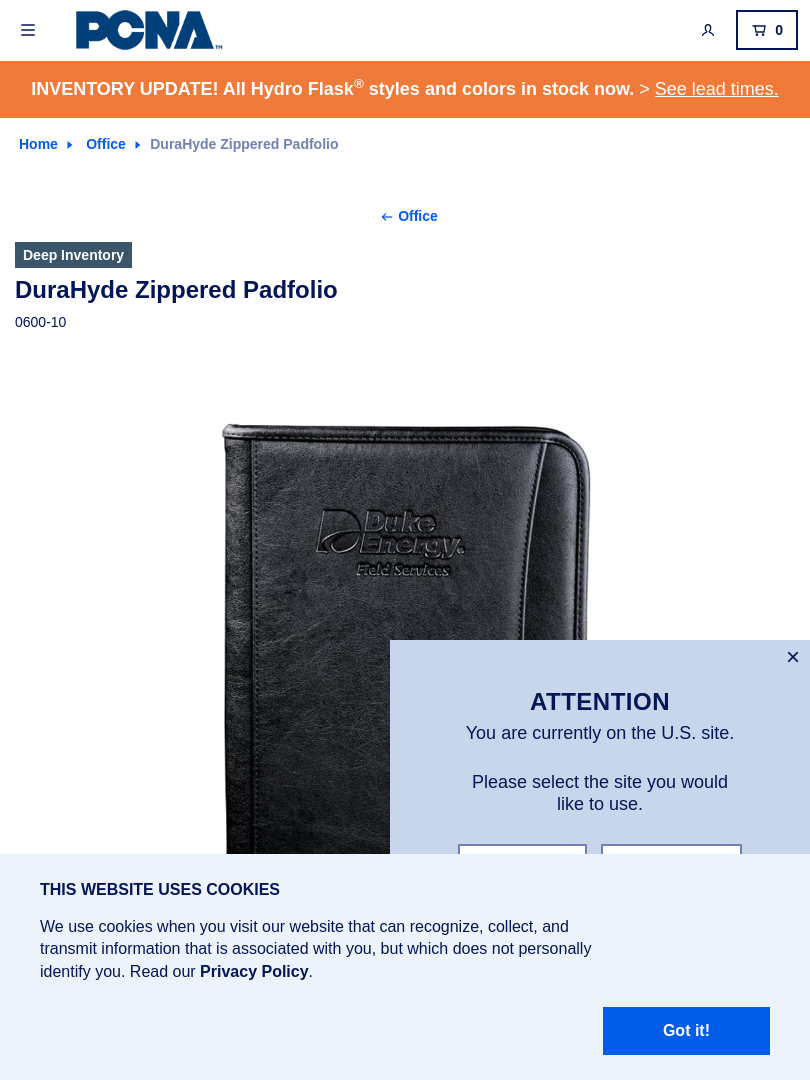 PCNA™
0
INVENTORY UPDATE! All Hydro Flask® styles and colors in stock now. > See lead times.
Home
Office
DuraHyde Zippered Padfolio
Office
Deep Inventory
DuraHyde Zippered Padfolio
0600-10
Duke
Energy®
Field Services
ATTENTION
You are currently on the U.S. site.
Please select the site you would
like to use.
THIS WEBSITE USES COOKIES
We use cookies when you visit our website that can recognize, collect, and
transmit information that is associated with you, but which does not personally
identify you. Read our Privacy Policy.
Got it!